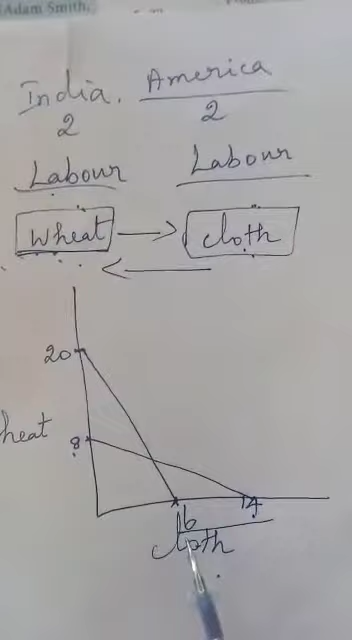 (Adam Smith,
India. America
2 2
Labour Labour
Wheat cloth
20
heat
8
16 14
cloth